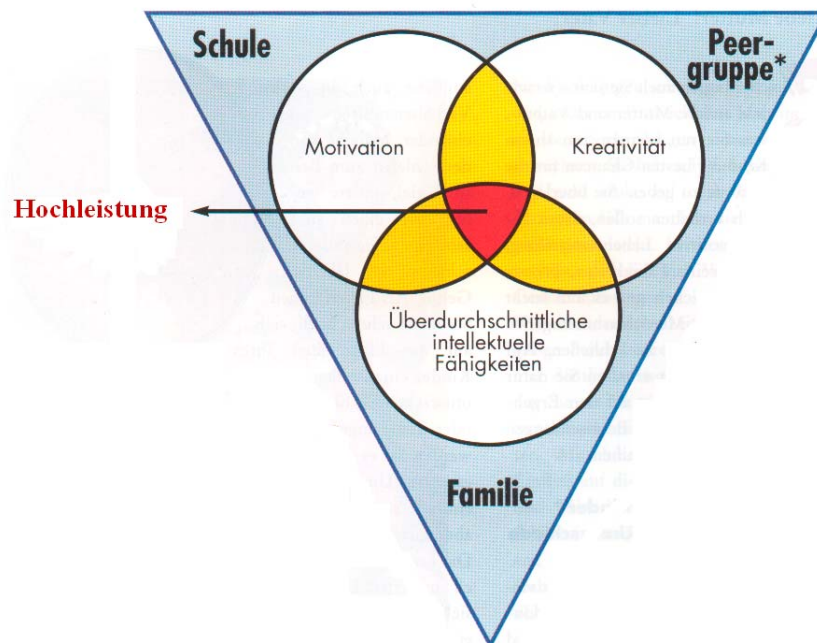 Schule
Peer-
gruppe*
Motivation
Kreativität
Hochleistung
Überdurchschnittliche
intellektuelle
Fähigkeiten
Familie